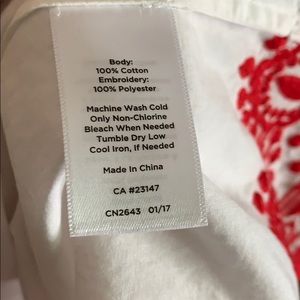 Body:
100% Cotton
Embroidery:
100% Polyester
Machine Wash Cold
Only Non-Chlorine
Bleach When Needed
Tumble Dry Low
Cool Iron, If Needed
Made In China
CA #23147
CN2643 01/17